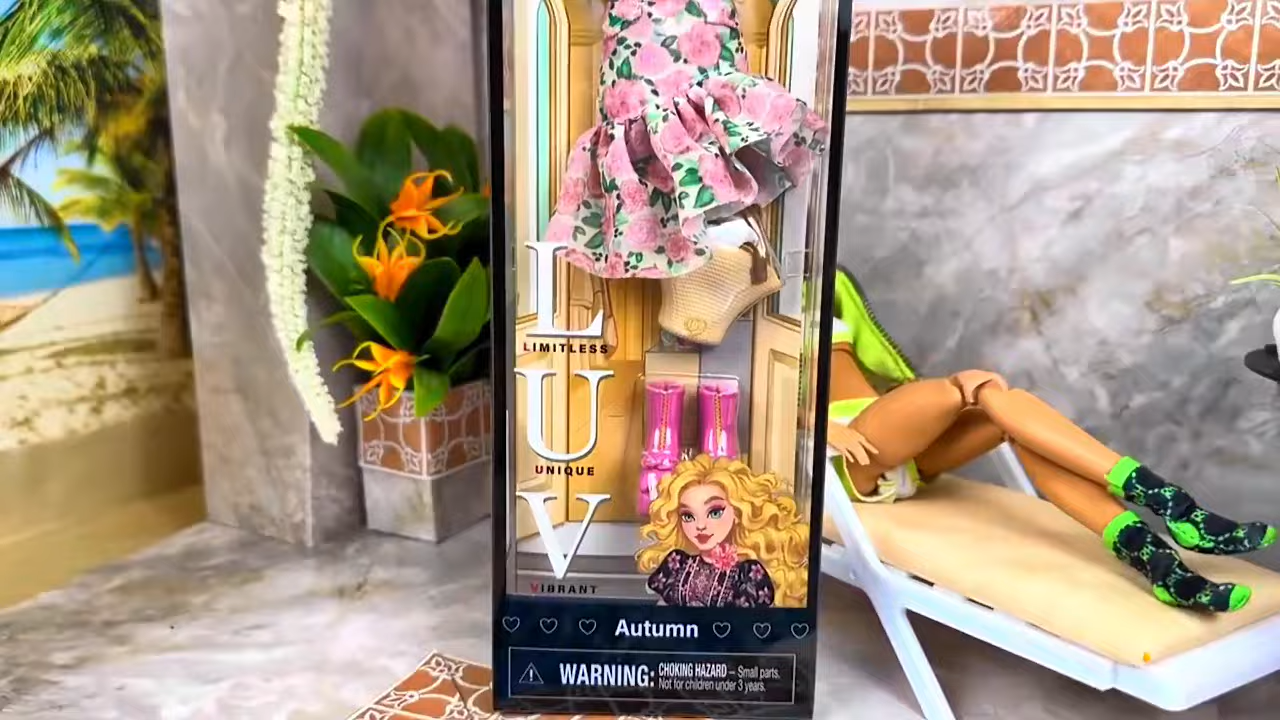 L
LIMITLESS
U
UNIQUE
V
VIBRANT
Autumn
WARNING: CHOKING HAZARD – Small parts.
Not for children under 3 years.